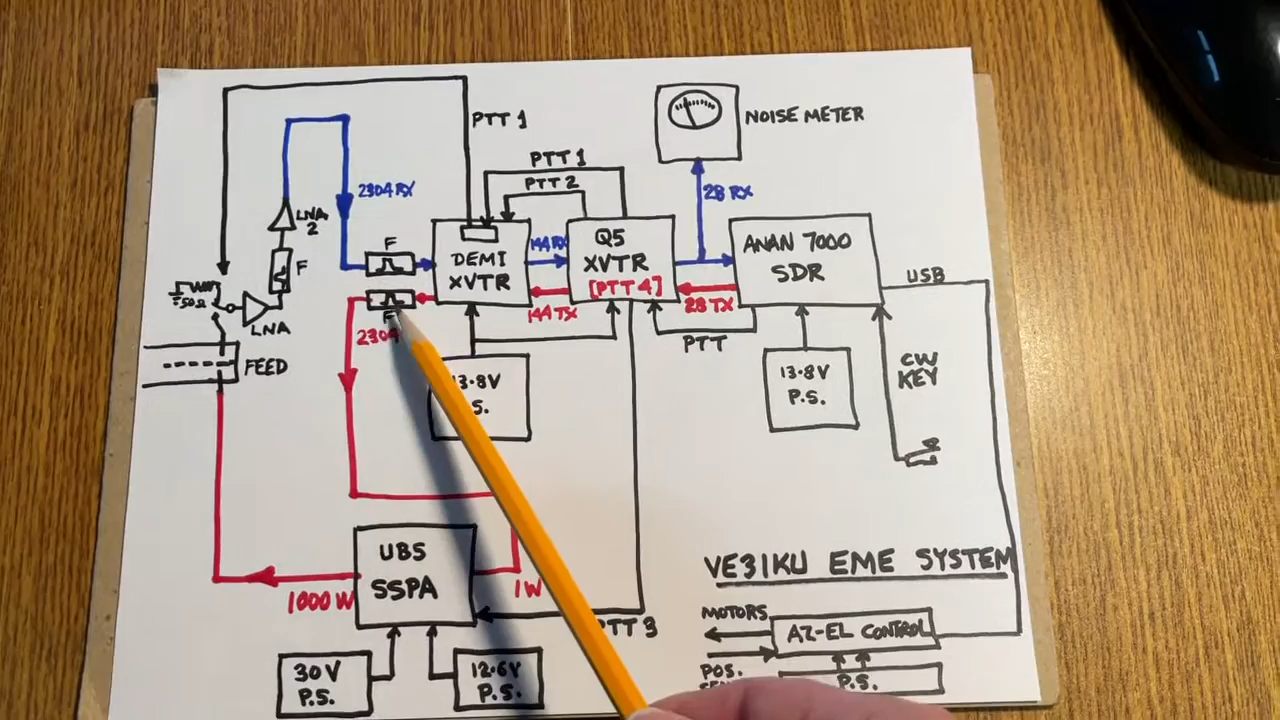 PTT 1
NOISE METER
PTT 1
PTT 2
2304 RX
28 RX
LNA
2
F
F
DEMI
XVTR
144 RX
Q5
XVTR
[PTT 4]
ANAN 7000
SDR
USB
50Ω
LNA
144 TX
28 TX
F
2304
PTT
FEED
13.8V
P.S.
13.8V
P.S.
CW
KEY
UB5
SSPA
1000 W
1W
PTT 3
VE3IKU EME SYSTEM
MOTORS
AZ-EL CONTROL
POS.
P.S.
30V
P.S.
12.6V
P.S.